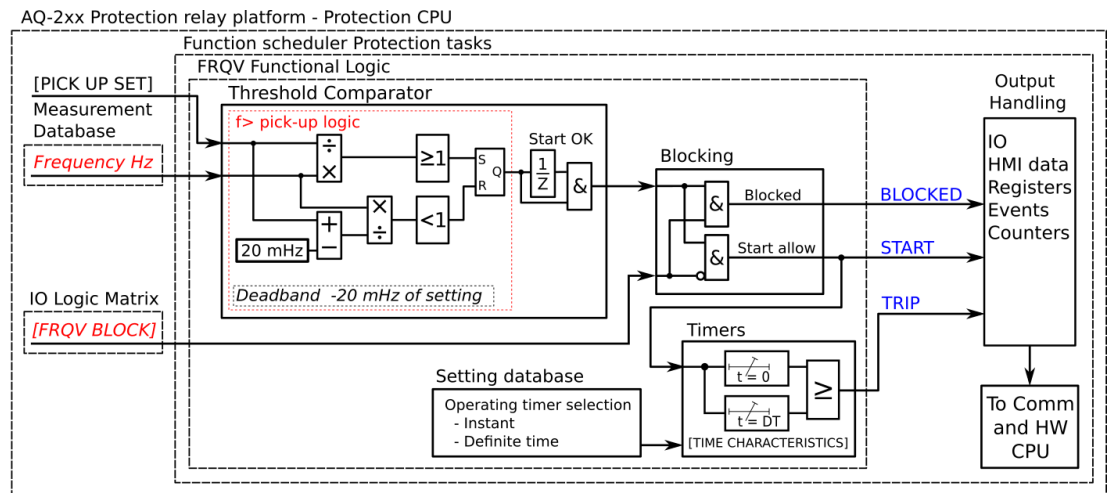 AQ-2xx Protection relay platform - Protection CPU
Function scheduler Protection tasks
FRQV Functional Logic
[PICK UP SET]
Measurement
Database
Frequency Hz
Threshold Comparator
f> pick-up logic
÷
×
≥1
S
Q
R
Start OK
1
Z
&
×
÷
<1
+
−
20 mHz
Deadband -20 mHz of setting
IO Logic Matrix
[FRQV BLOCK]
Blocking
&
Blocked
&
Start allow
BLOCKED
START
TRIP
Timers
t = 0
t = DT
≥
[TIME CHARACTERISTICS]
Setting database
Operating timer selection
- Instant
- Definite time
Output
Handling
IO
HMI data
Registers
Events
Counters
To Comm
and HW
CPU